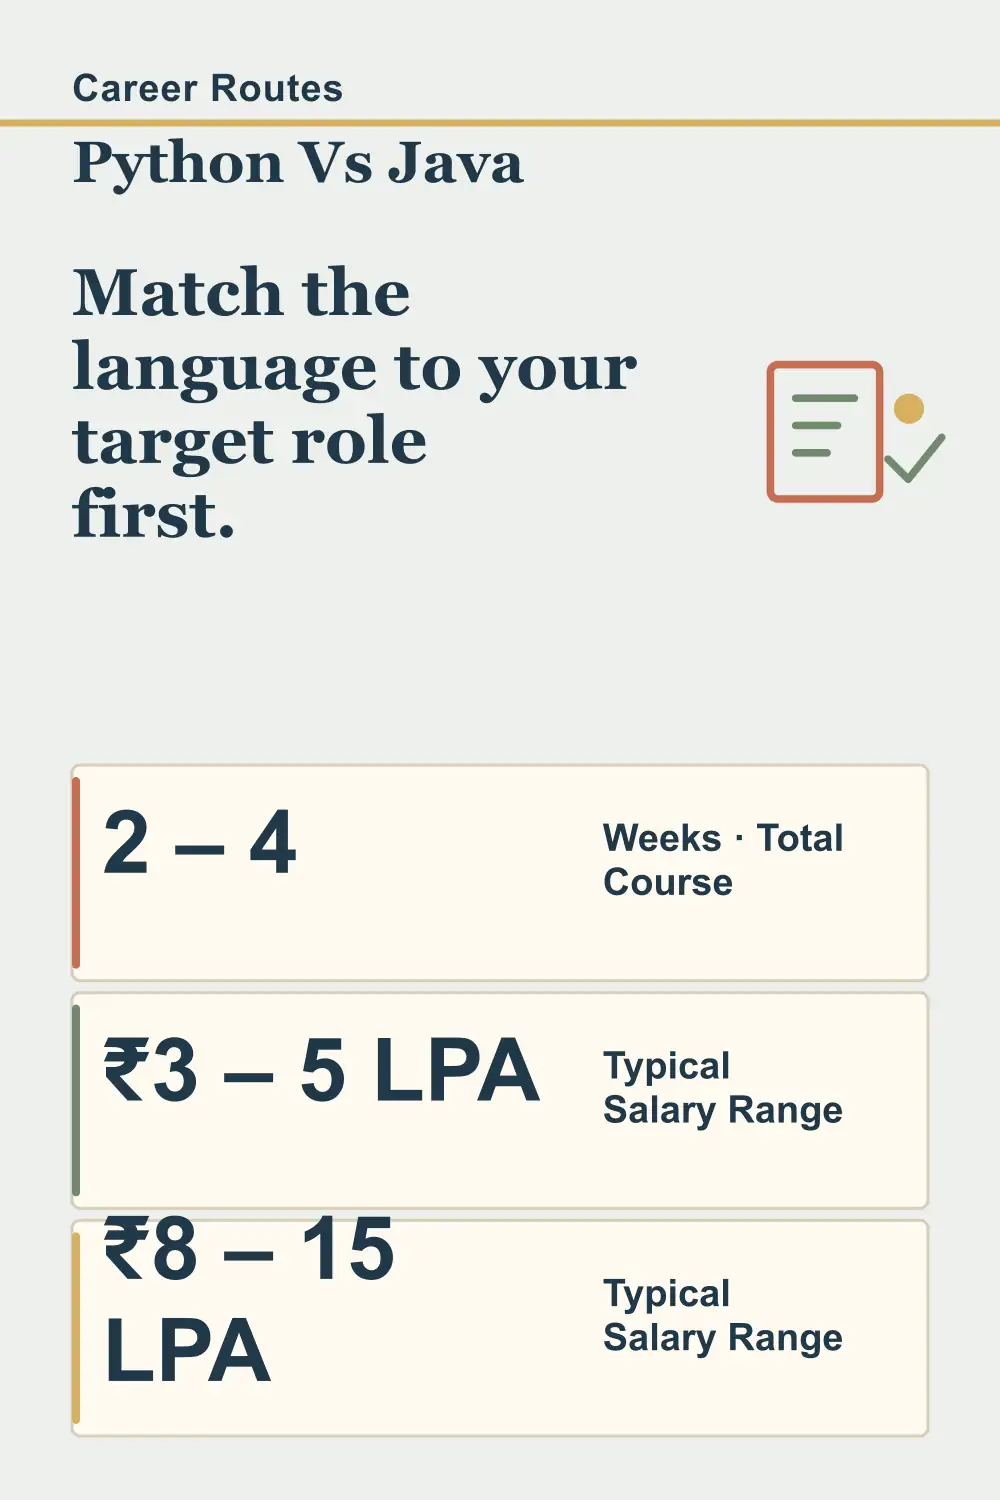 Career Routes
Python Vs Java
Match the
language to your
target role
first.
2 – 4
Weeks · Total
Course
₹3 – 5 LPA
Typical
Salary Range
₹8 – 15
LPA
Typical
Salary Range